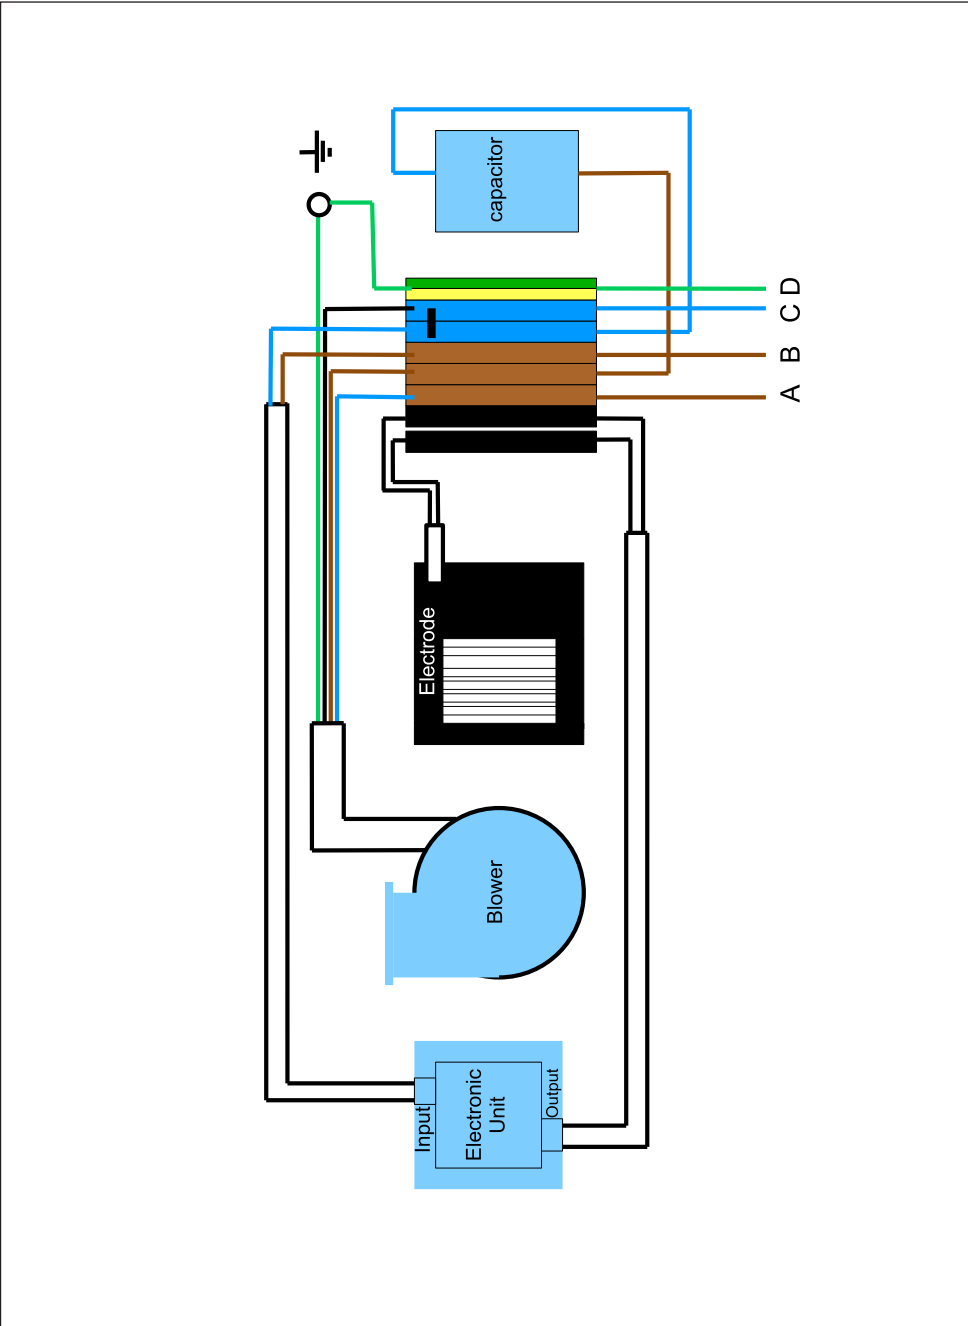 capacitor
D
C
B
A
Electrode
Blower
Input
Electronic
Unit
Output